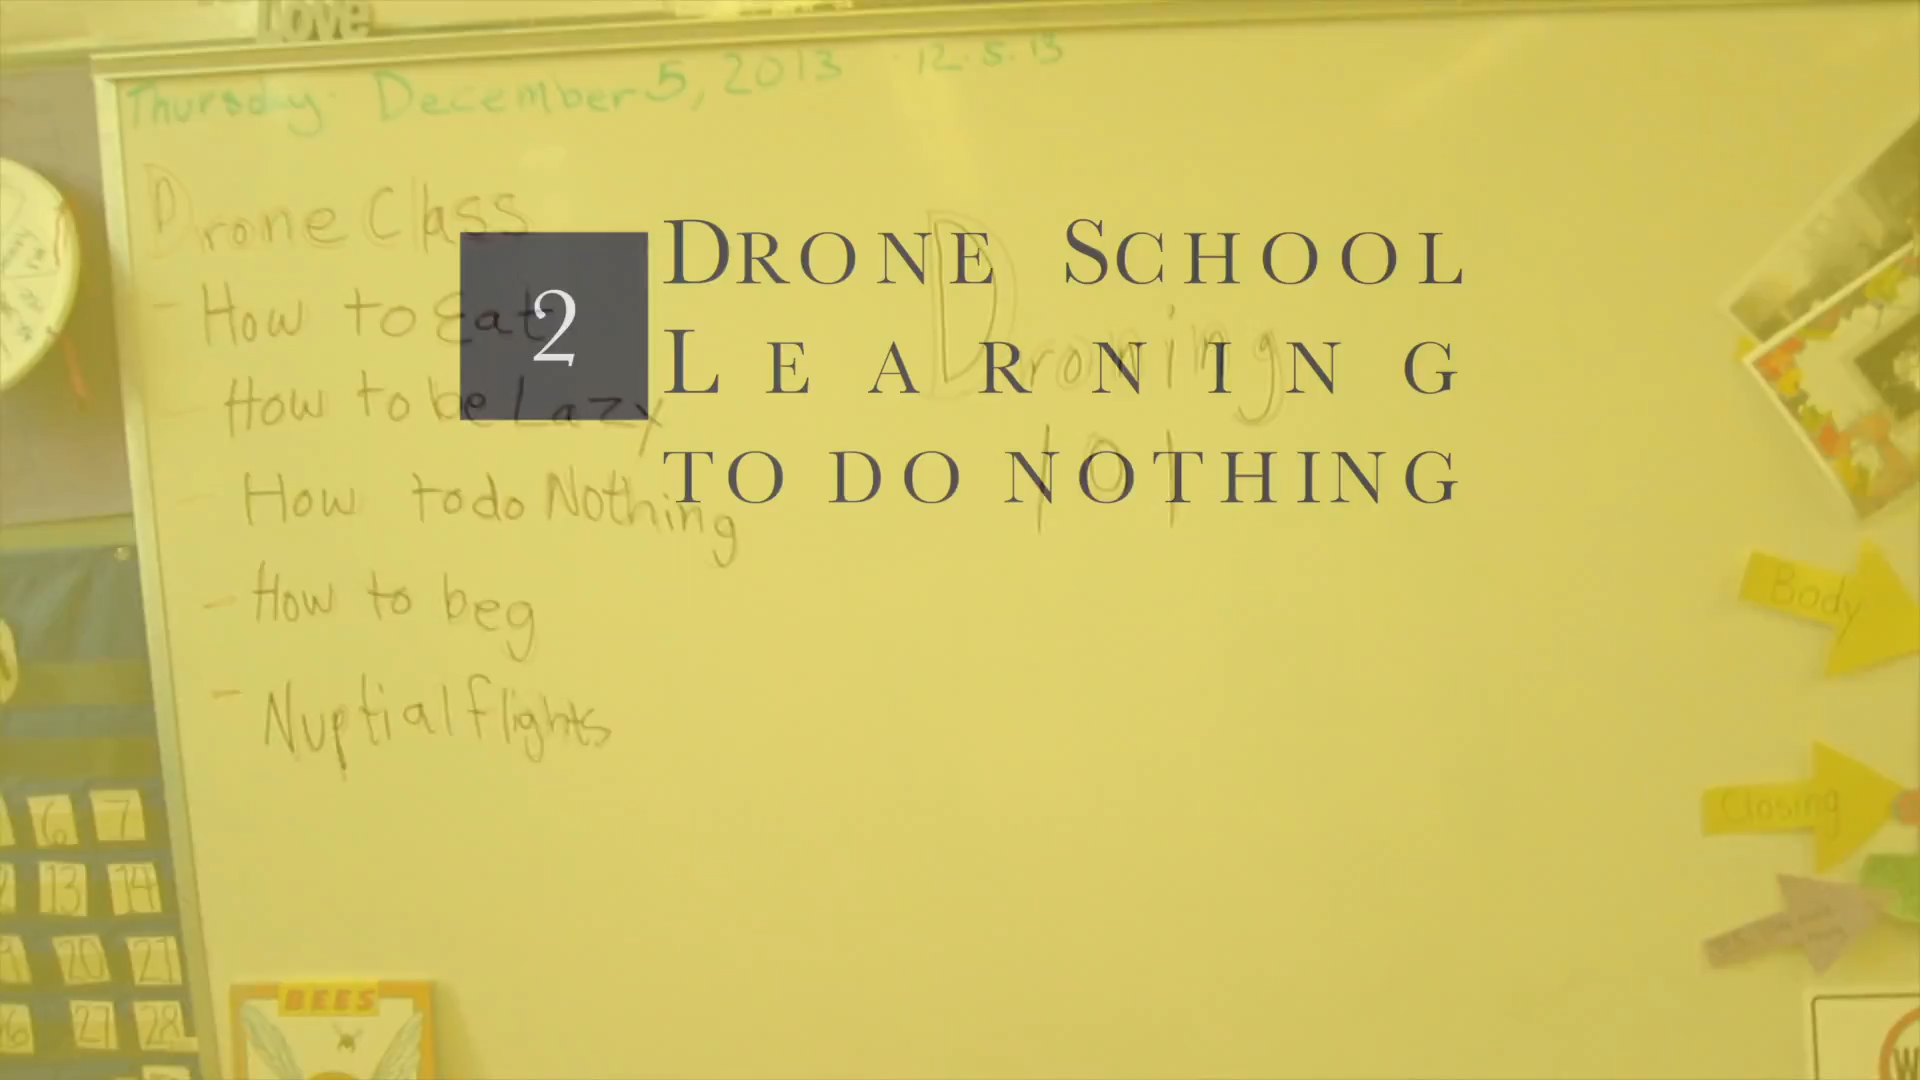 Love
Thursday December 5, 2013 12.5.13
Drone Class
- How to Eat
- How to be Lazy
- How to do Nothing
- How to beg
- Nuptial flights
2
DRONE SCHOOL
LEARNING
TO DO NOTHING
Droning
101
Body
Closing
6 7
13 14
20 21
27 28
BEES
W